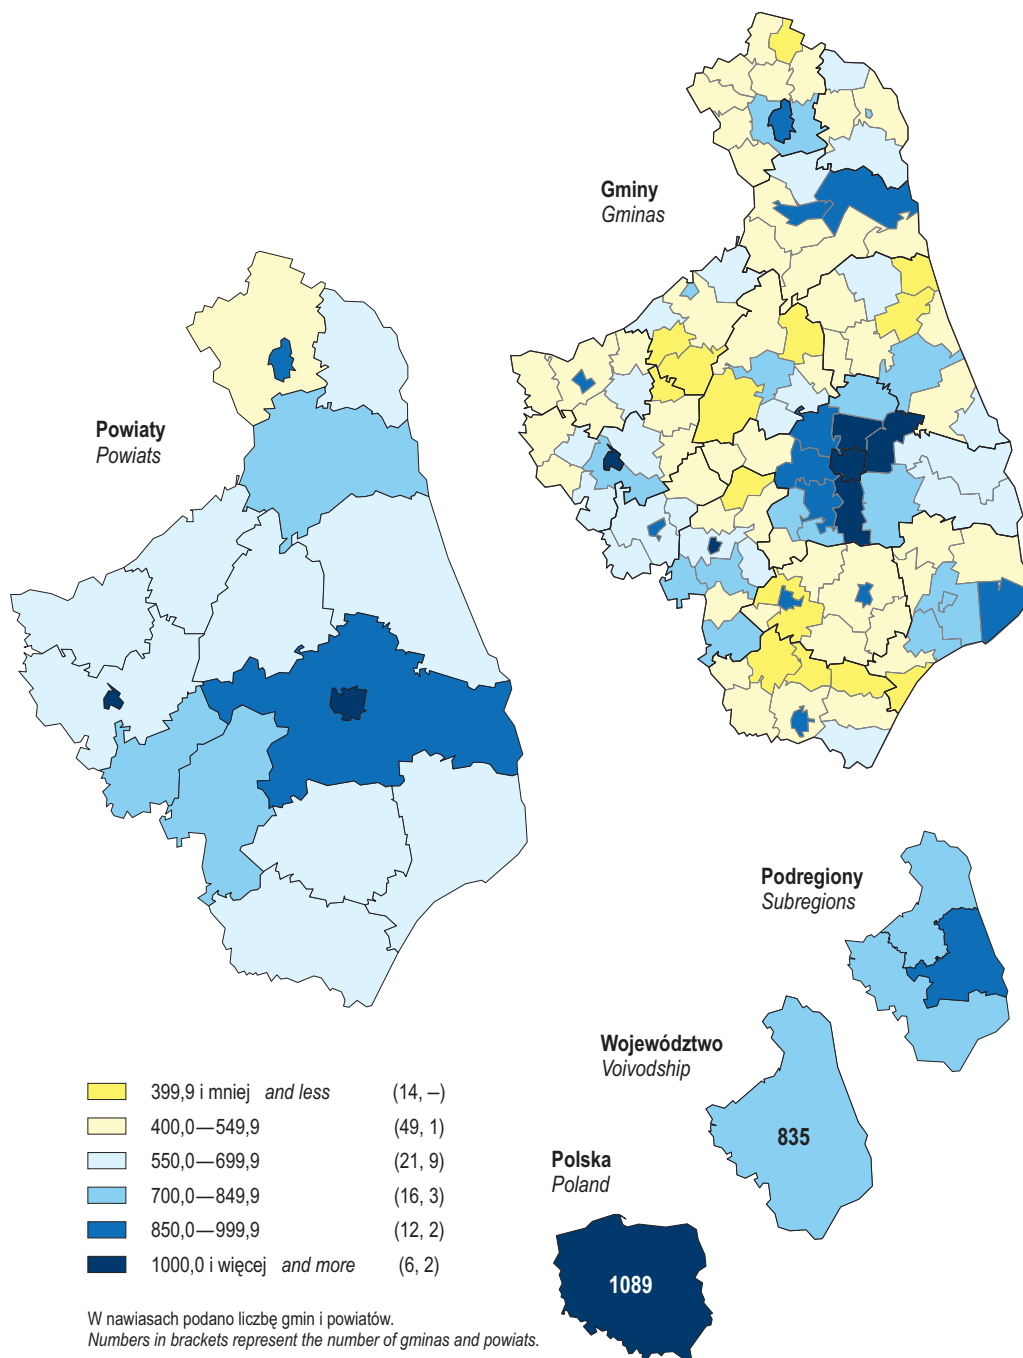 Gminy
Gminas
Powiaty
Powiats
Podregiony
Subregions
Województwo
Voivodship
835
Polska
Poland
1089
399,9 i mniej and less (14, –)
400,0—549,9 (49, 1)
550,0—699,9 (21, 9)
700,0—849,9 (16, 3)
850,0—999,9 (12, 2)
1000,0 i więcej and more (6, 2)
W nawiasach podano liczbę gmin i powiatów.
Numbers in brackets represent the number of gminas and powiats.